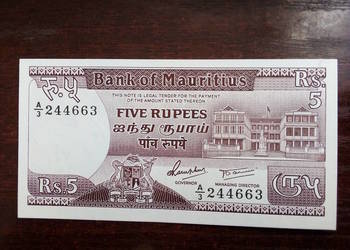 रु.५ Bank of Mauritius Rs. 5
THIS NOTE IS LEGAL TENDER FOR THE PAYMENT
OF THE AMOUNT STATED THEREON
A/3 244663
FIVE RUPEES
ஐந்து ரூபாய்
पांच रुपये
Rs.5
GOVERNOR
MANAGING DIRECTOR
A/3 244663